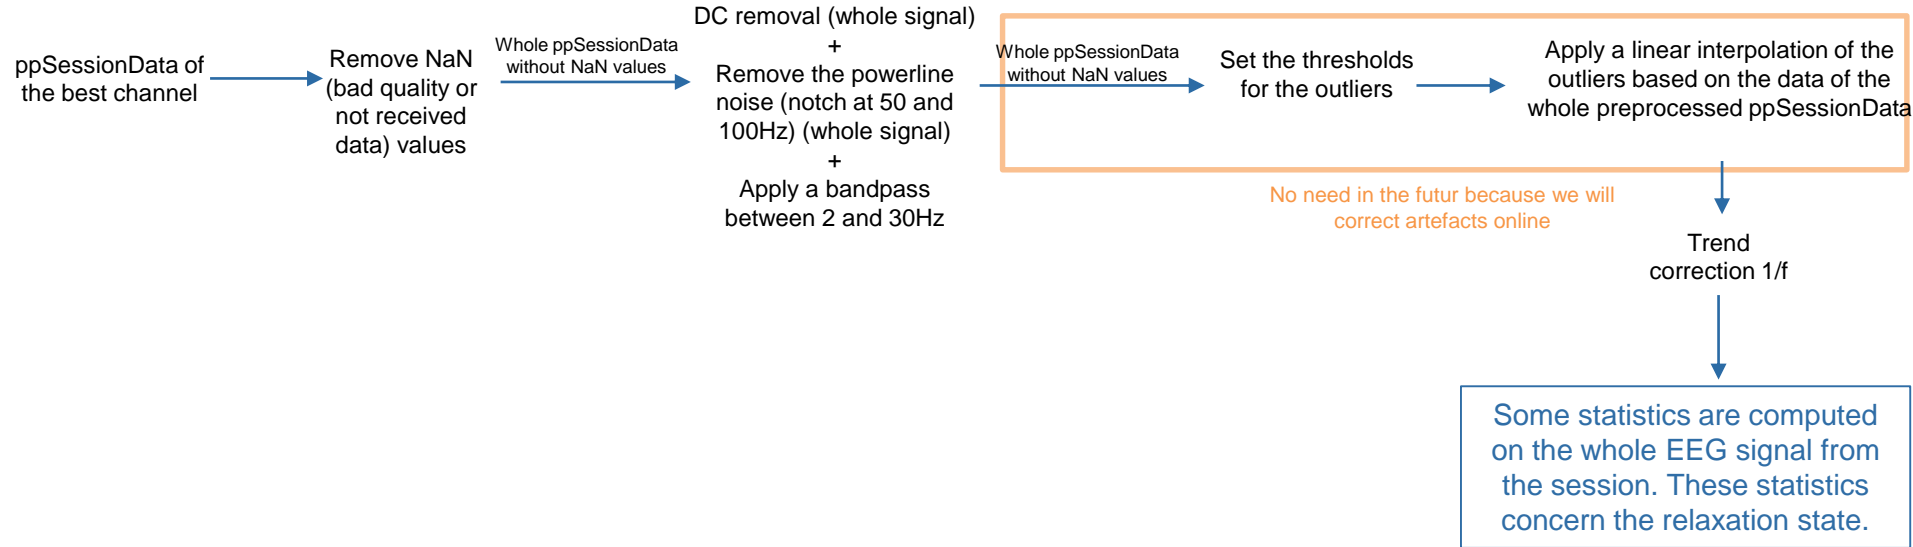 ppSessionData of
the best channel
Remove NaN
(bad quality or
not received
data) values
Whole ppSessionData
without NaN values
DC removal (whole signal)
+
Remove the powerline
noise (notch at 50 and
100Hz) (whole signal)
+
Apply a bandpass
between 2 and 30Hz
Whole ppSessionData
without NaN values
Set the thresholds
for the outliers
Apply a linear interpolation of the
outliers based on the data of the
whole preprocessed ppSessionData
No need in the futur because we will
correct artefacts online
Trend
correction 1/f
Some statistics are computed
on the whole EEG signal from
the session. These statistics
concern the relaxation state.